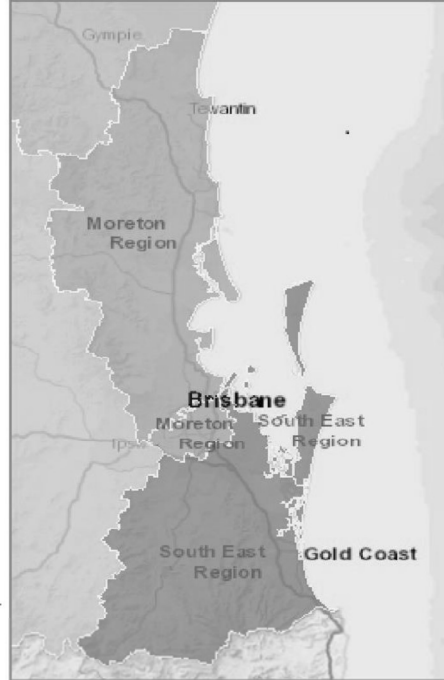 Gympie
Tewantin
Moreton
Region
Brisbane
Moreton
Region
South East
Region
South East
Region
Gold Coast